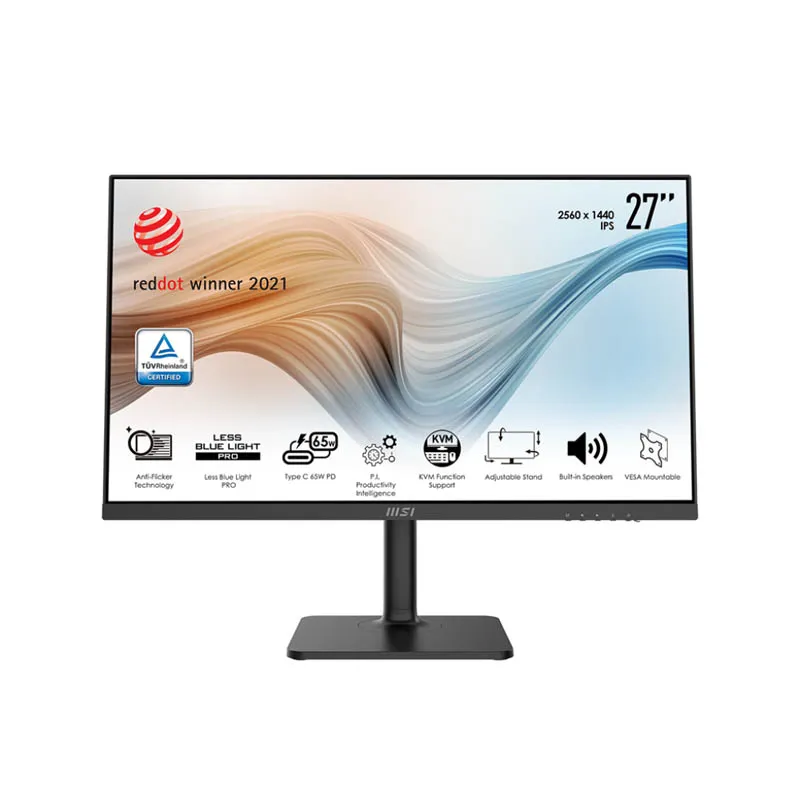 2560 x 1440
IPS
27"
reddot winner 2021
TÜVRheinland®
CERTIFIED
LESS
BLUE LIGHT
PRO
65W
KVM
Anti-Flicker
Technology
Less Blue Light
PRO
Type C 65W PD
P.I.
Productivity
Intelligence
KVM Function
Support
Adjustable Stand
Built-in Speakers
VESA Mountable
msi